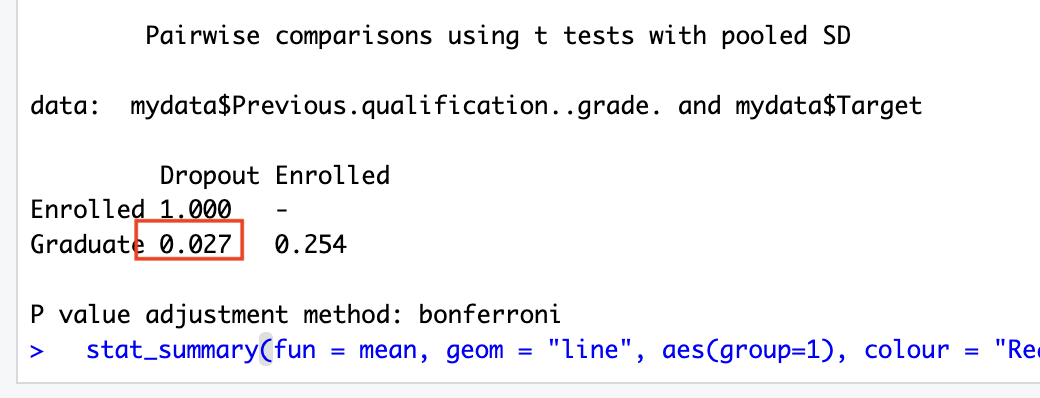 Pairwise comparisons using t tests with pooled SD
data:  mydata$Previous.qualification..grade. and mydata$Target
Dropout Enrolled
Enrolled 1.000   -
Graduate 0.027   0.254
P value adjustment method: bonferroni
>   stat_summary(fun = mean, geom = "line", aes(group=1), colour = "Re